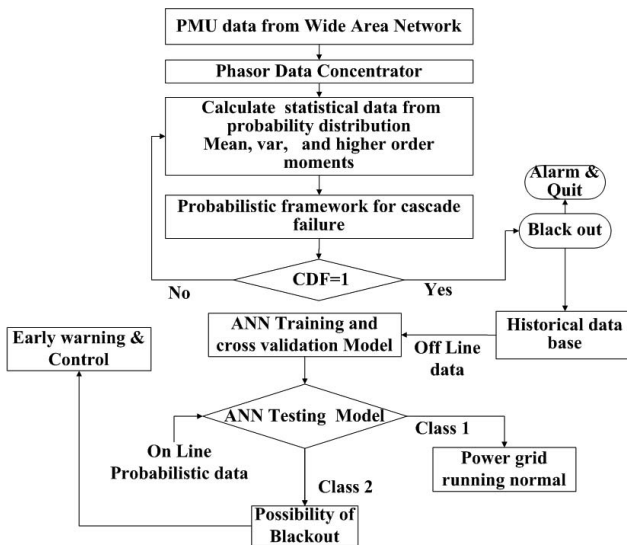 PMU data from Wide Area Network
Phasor Data Concentrator
Calculate statistical data from
probability distribution
Mean, var, and higher order
moments
Alarm &
Quit
Probabilistic framework for cascade
failure
Black out
CDF=1
No
Yes
Early warning &
Control
ANN Training and
cross validation Model
Off Line
data
Historical data
base
ANN Testing Model
Class 1
On Line
Probabilistic data
Power grid
running normal
Class 2
Possibility of
Blackout